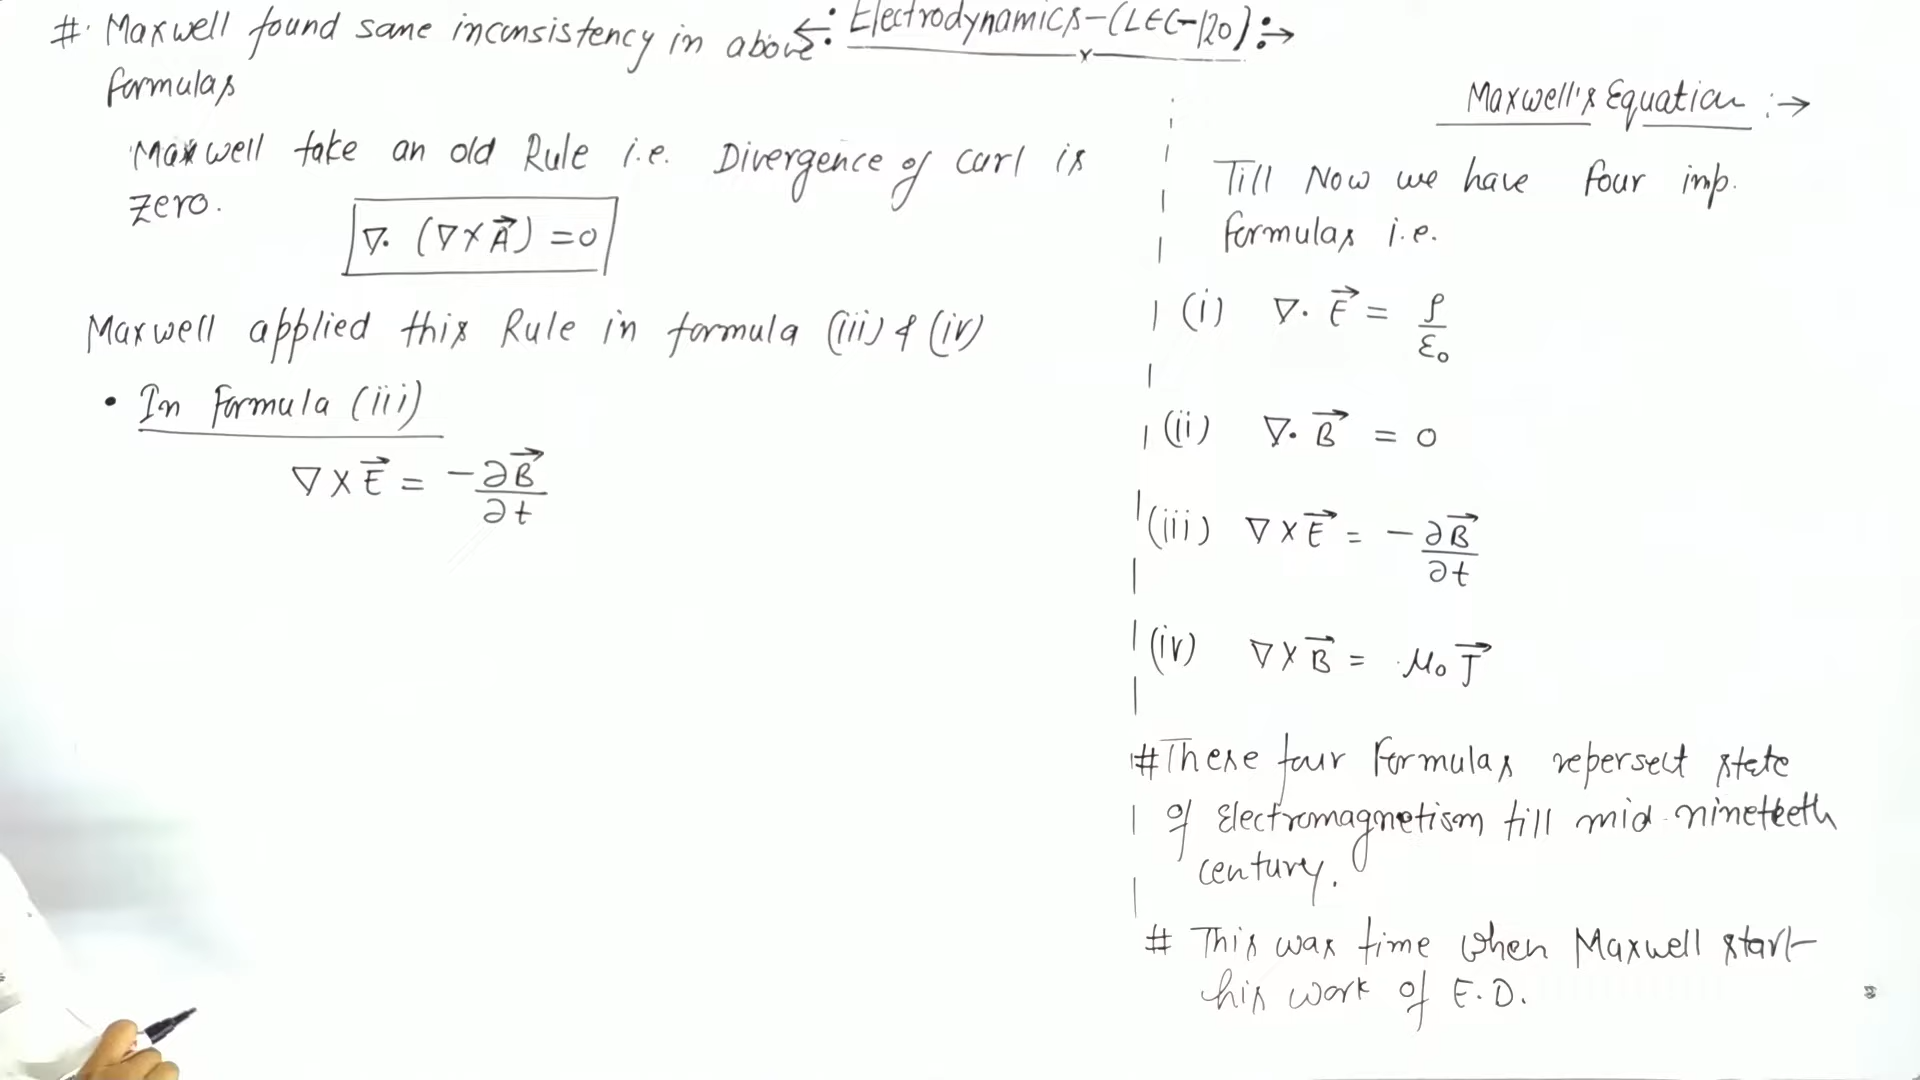 Electrodynamics-(LEC-120):→
Maxwell's Equation :→
Till Now we have four imp.
formulas i.e.
(i) ∇. E⃗ = ρ/ε₀
(ii) ∇. B⃗ = 0
(iii) ∇×E⃗ = -∂B⃗/∂t
(iv) ∇×B⃗ = μ₀ J⃗
# These four formulas repersect state
of Electromagnetism till mid nineteeth
century.
# This was time when Maxwell start
his work of E.D.
# Maxwell found same inconsistency in above
formulas
Maxwell take an old Rule i.e. Divergence of curl is
zero.
∇. (∇×A⃗) = 0
Maxwell applied this Rule in formula (iii) & (iv)
• In formula (iii)
∇×E⃗ = -∂B⃗/∂t